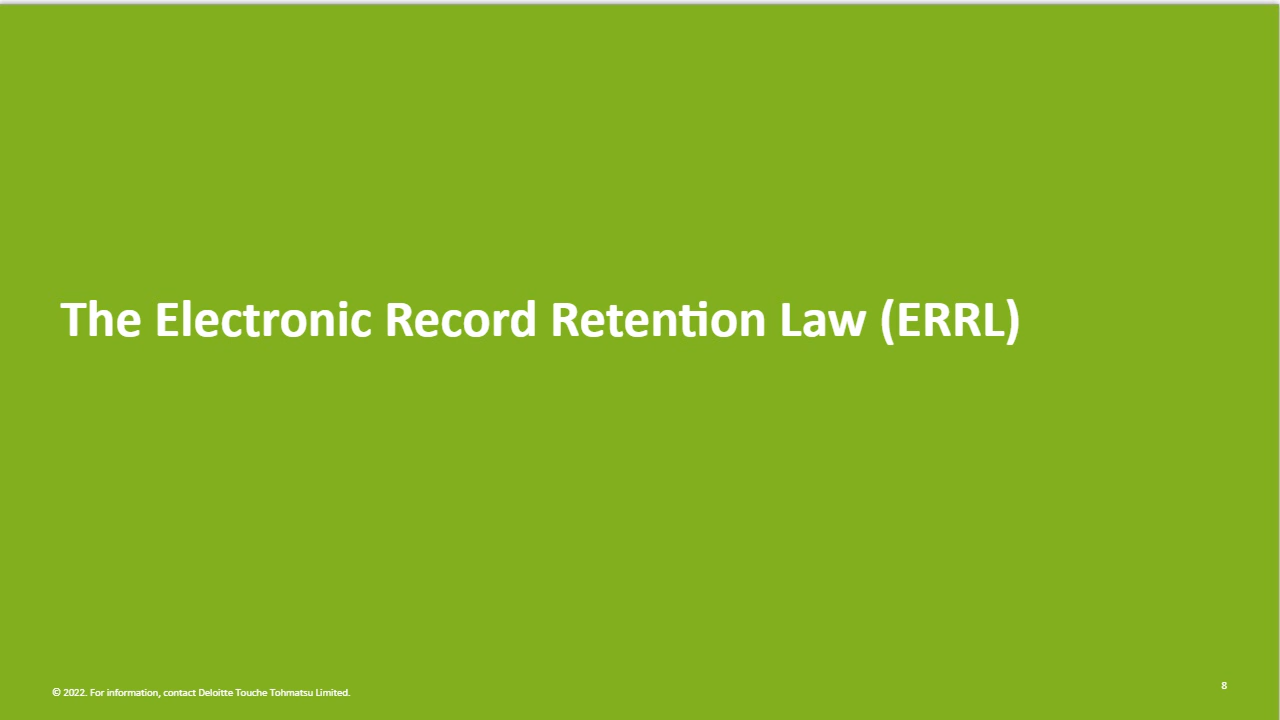 The Electronic Record Retention Law (ERRL)
© 2022. For information, contact Deloitte Touche Tohmatsu Limited.
8